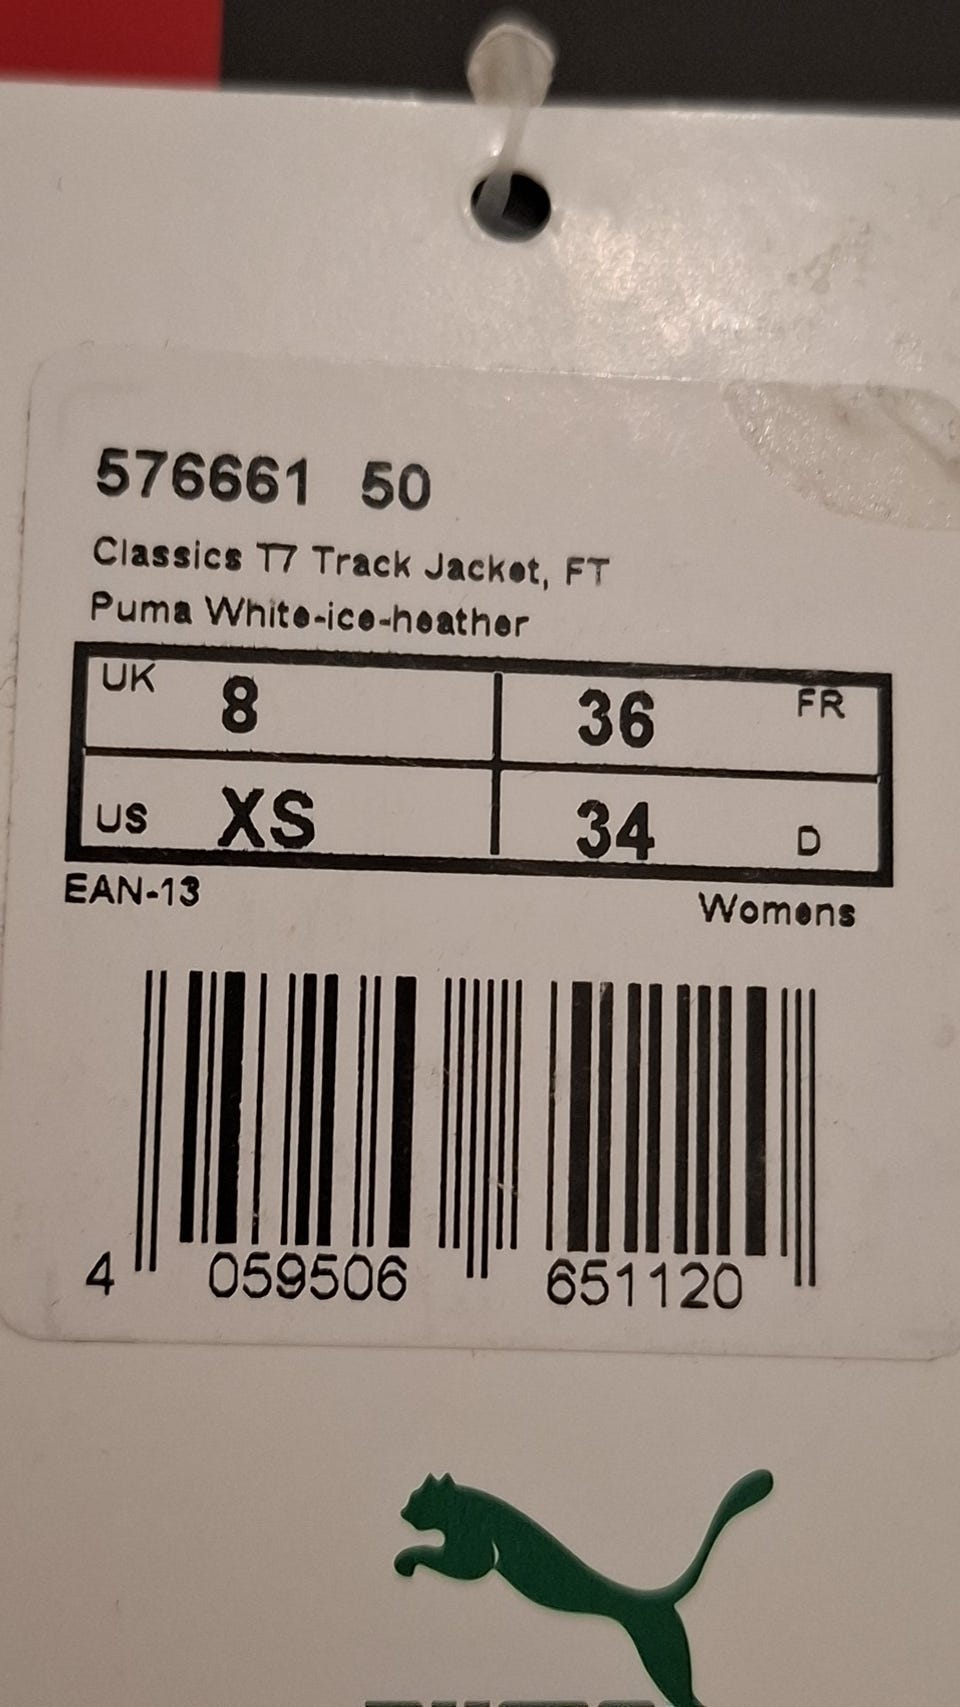 576661 50
Classics T7 Track Jacket, FT
Puma White-ice-heather
UK 8 36 FR
US XS 34 D
EAN-13 Womens
4 059506 651120